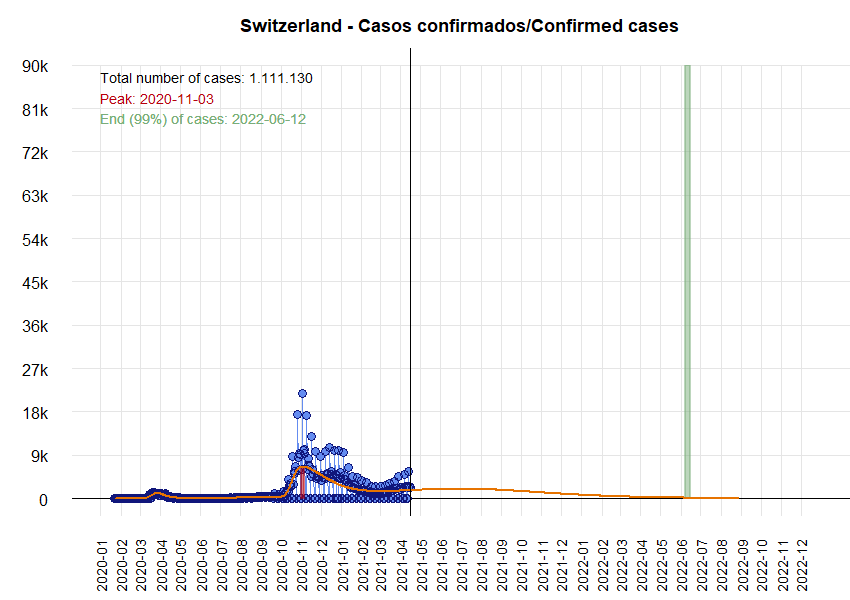 Switzerland - Casos confirmados/Confirmed cases
90k
Total number of cases: 1.111.130
Peak: 2020-11-03
81k
End (99%) of cases: 2022-06-12
72k
63k
54k
45k
36k
27k
18k
9k
0
2020-01
2020-02
2020-03
2020-04
2020-05
2020-06
2020-07
2020-08
2020-09
2020-10
2020-11
2020-12
2021-01
2021-02
2021-03
2021-04
2021-05
2021-06
2021-07
2021-08
2021-09
2021-10
2021-11
2021-12
2022-01
2022-02
2022-03
2022-04
2022-05
2022-06
2022-07
2022-08
2022-09
2022-10
2022-11
2022-12